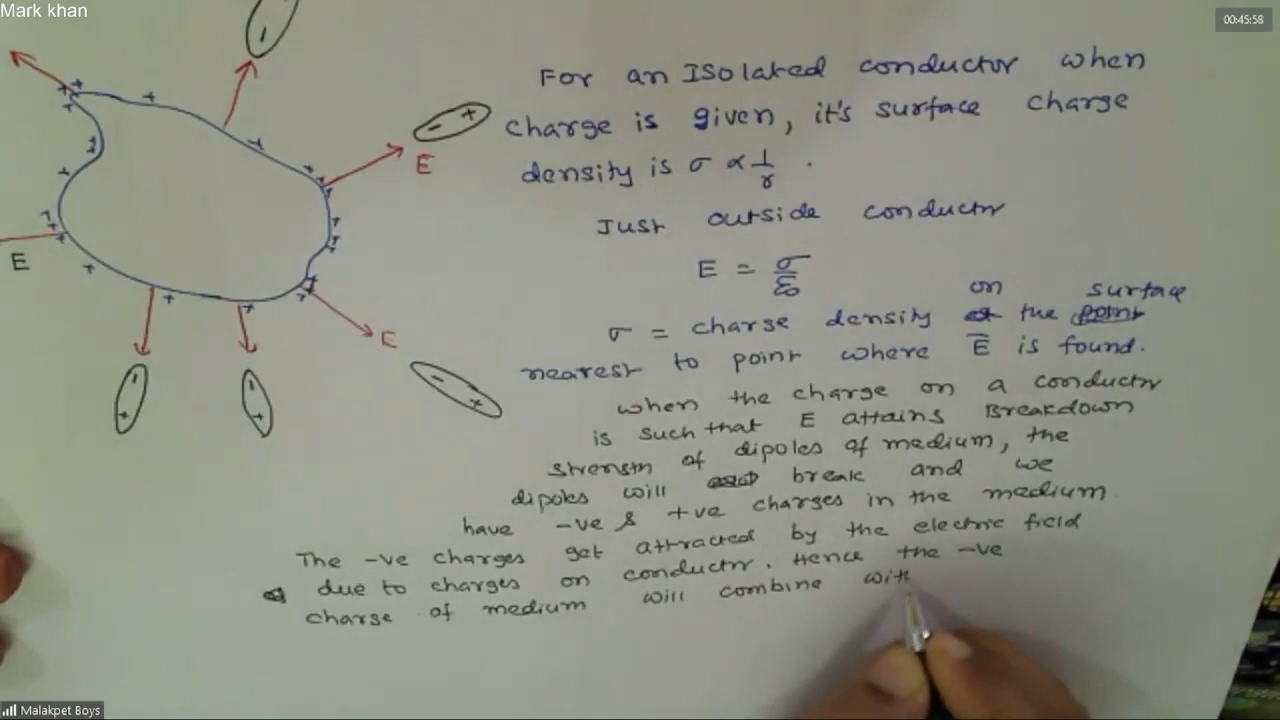 Mark khan
00:45:58
For an Isolated conductor when
charge is given, it's surface charge
density is σ ∝ 1/r .
Just outside conductor
E = σ/ε0
on surface
σ = charge density the point
nearest to point where E is found.
when the charge on a conductor
is such that E attains Breakdown
strength of dipoles of medium, the
dipoles will break and we
have -ve & +ve charges in the medium
The -ve charges get attracted by the electric field
due to charges on conductor. Hence the -ve
charge of medium will combine with
E
E
E
Malakpet Boys